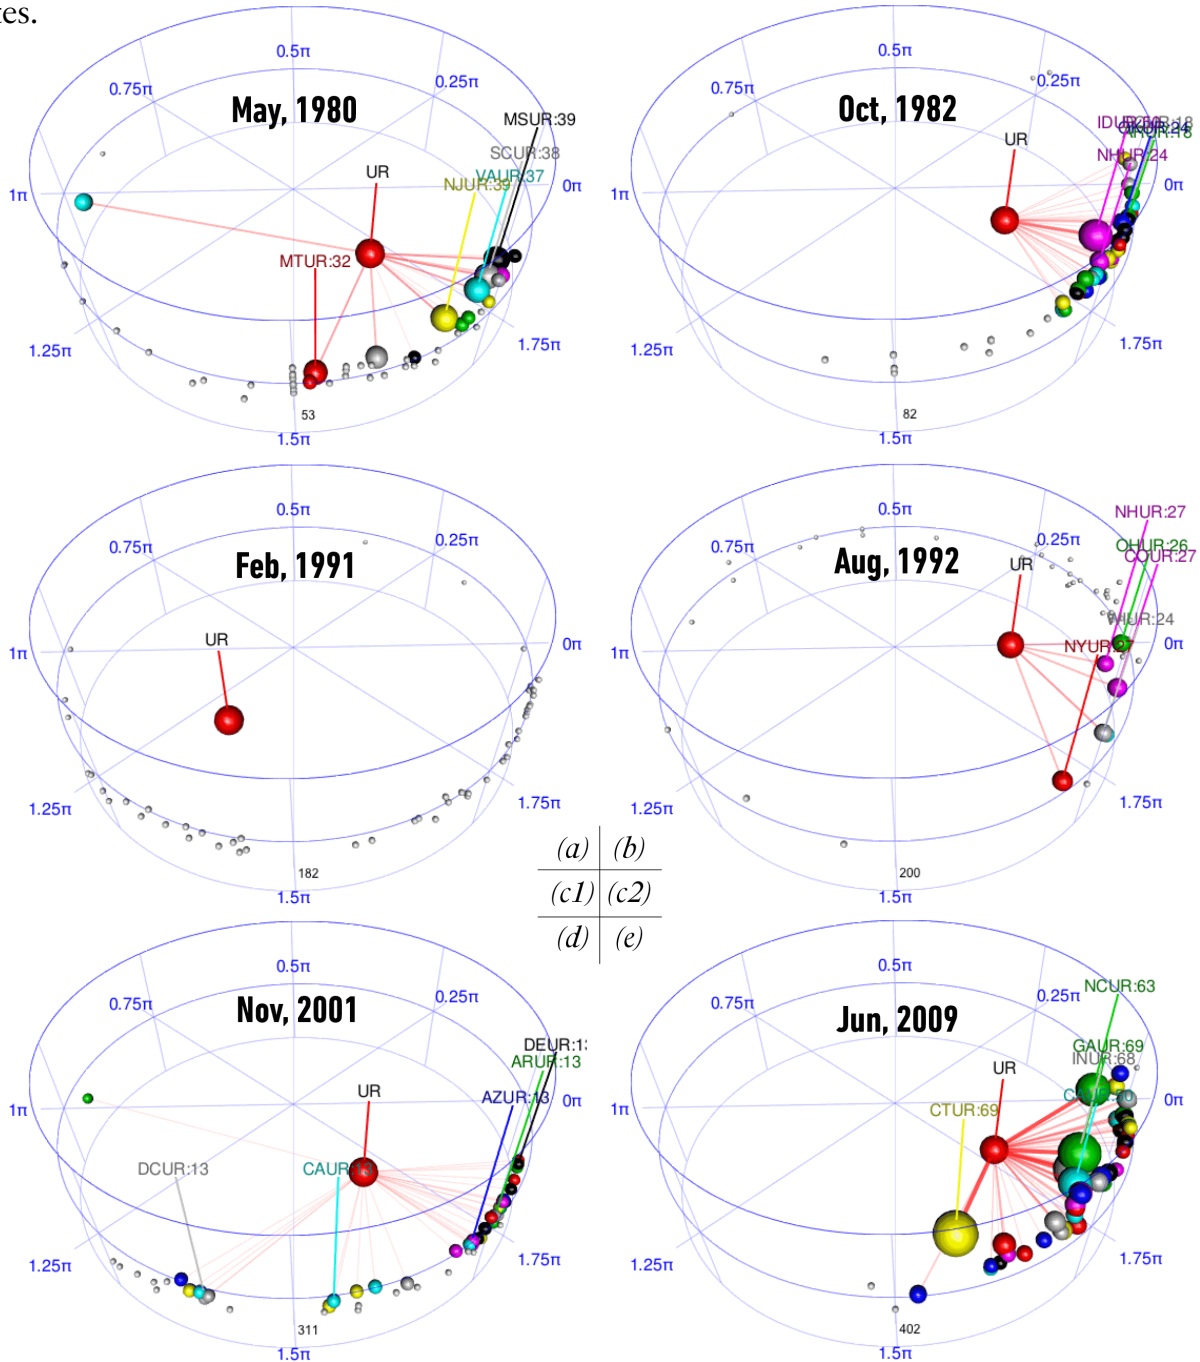 tes.
May, 1980
0.5π
0.75π
0.25π
MSUR:39
SCUR:38
VAUR:37
NJUR:39
UR
0π
1π
MTUR:32
1.25π
1.75π
53
1.5π
Oct, 1982
0.5π
0.25π
0.75π
NHUR:24
UR
0π
1π
1.25π
1.75π
82
1.5π
Feb, 1991
0.5π
0.75π
0.25π
UR
0π
1π
1.25π
1.75π
182
1.5π
Aug, 1992
0.5π
NHUR:27
0.25π
OHUR:26
0.75π
COUR:27
UR
0π
1π
1.25π
1.75π
200
1.5π
(a) (b)
(c1) (c2)
(d) (e)
Nov, 2001
0.5π
0.75π
0.25π
ARUR:13
UR
AZUR:13
0π
1π
DCUR:13
1.25π
1.75π
311
1.5π
Jun, 2009
0.5π
NCUR:63
0.25π
0.75π
GAUR:69
INUR:68
UR
0π
1π
CTUR:69
1.25π
1.75π
402
1.5π